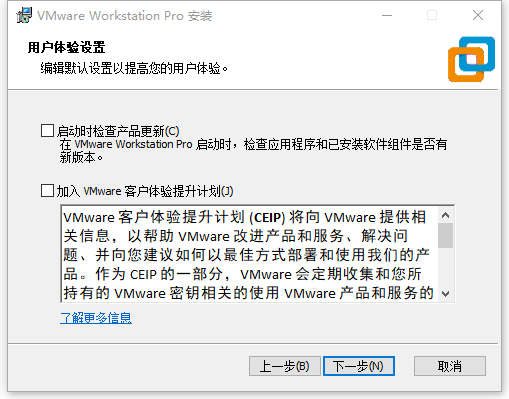 VMware Workstation Pro 安装
用户体验设置
编辑默认设置以提高您的用户体验。
启动时检查产品更新(C)
在 VMware Workstation Pro 启动时，检查应用程序和已安装软件组件是否有
新版本。
加入 VMware 客户体验提升计划(J)
VMware 客户体验提升计划 (CEIP) 将向 VMware 提供相
关信息，以帮助 VMware 改进产品和服务、解决问
题、并向您建议如何以最佳方式部署和使用我们的产
品。作为 CEIP 的一部分，VMware 会定期收集和您所
持有的 VMware 密钥相关的使用 VMware 产品和服务的
了解更多信息
上一步(B)
下一步(N)
取消